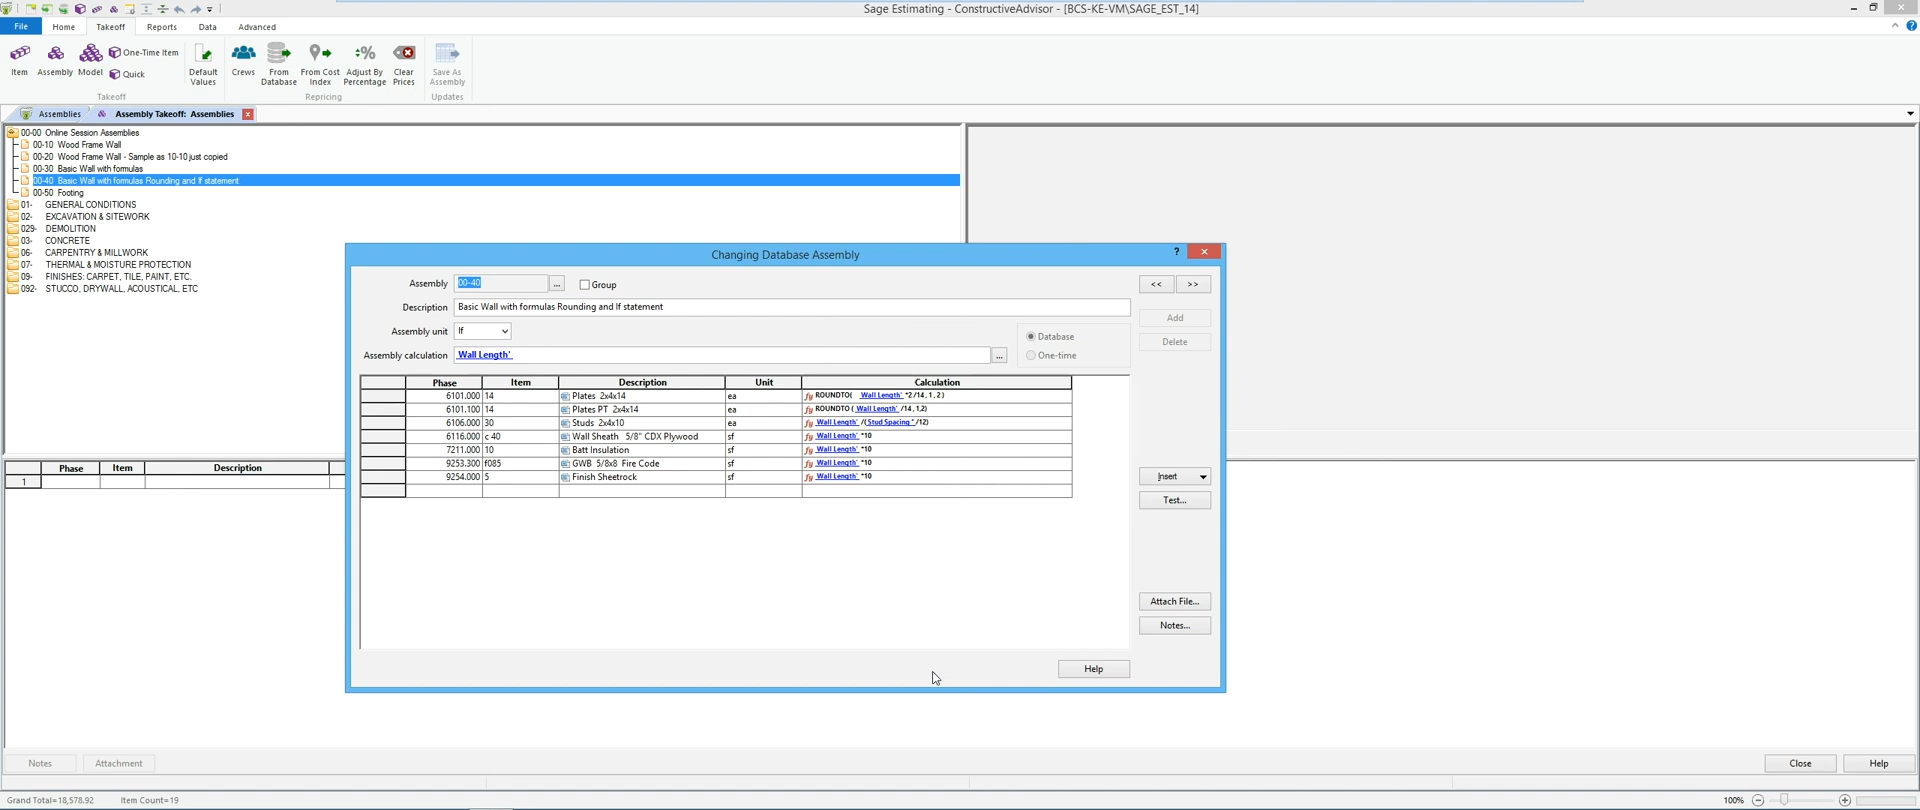 Sage Estimating - ConstructiveAdvisor - [BCS-KE-VM\SAGE_EST_14]
File Home Takeoff Reports Data Advanced
Item Assembly Model One-Time Item Quick Default Values Crews From Database From Cost Index Adjust By Percentage Clear Prices Save As Assembly
Takeoff Repricing Updates
Assemblies Assembly Takeoff: Assemblies
00-00 Online Session Assemblies
00-10 Wood Frame Wall
00-20 Wood Frame Wall - Sample as 10-10 just copied
00-30 Basic Wall with formulas
00-40 Basic Wall with formulas Rounding and If statement
00-50 Footing
01- GENERAL CONDITIONS
02- EXCAVATION & SITEWORK
029- DEMOLITION
03- CONCRETE
06- CARPENTRY & MILLWORK
07- THERMAL & MOISTURE PROTECTION
09- FINISHES: CARPET, TILE, PAINT, ETC.
092- STUCCO, DRYWALL, ACOUSTICAL, ETC
Phase Item Description
1
Changing Database Assembly ?
Assembly 00-40 ... Group << >>
Description Basic Wall with formulas Rounding and If statement Add
Assembly unit lf Database Delete
Assembly calculation Wall Length' ... One-time
Phase Item Description Unit Calculation
6101.000 14 Plates 2x4x14 ea ROUNDTO( Wall Length' *2 /14 , 1 , 2 )
6101.100 14 Plates PT 2x4x14 ea ROUNDTO ( Wall Length' /14 , 1,2)
6106.000 30 Studs 2x4x10 ea Wall Length' /(Stud Spacing "/12)
6116.000 c 40 Wall Sheath 5/8" CDX Plywood sf Wall Length' *10
7211.000 10 Batt Insulation sf Wall Length' *10
9253.300 f085 GWB 5/8x8 Fire Code sf Wall Length' *10
9254.000 5 Finish Sheetrock sf Wall Length' *10
Insert
Test...
Attach File...
Notes...
Help
Notes Attachment Close Help
Grand Total=18,578.92 Item Count=19 100%